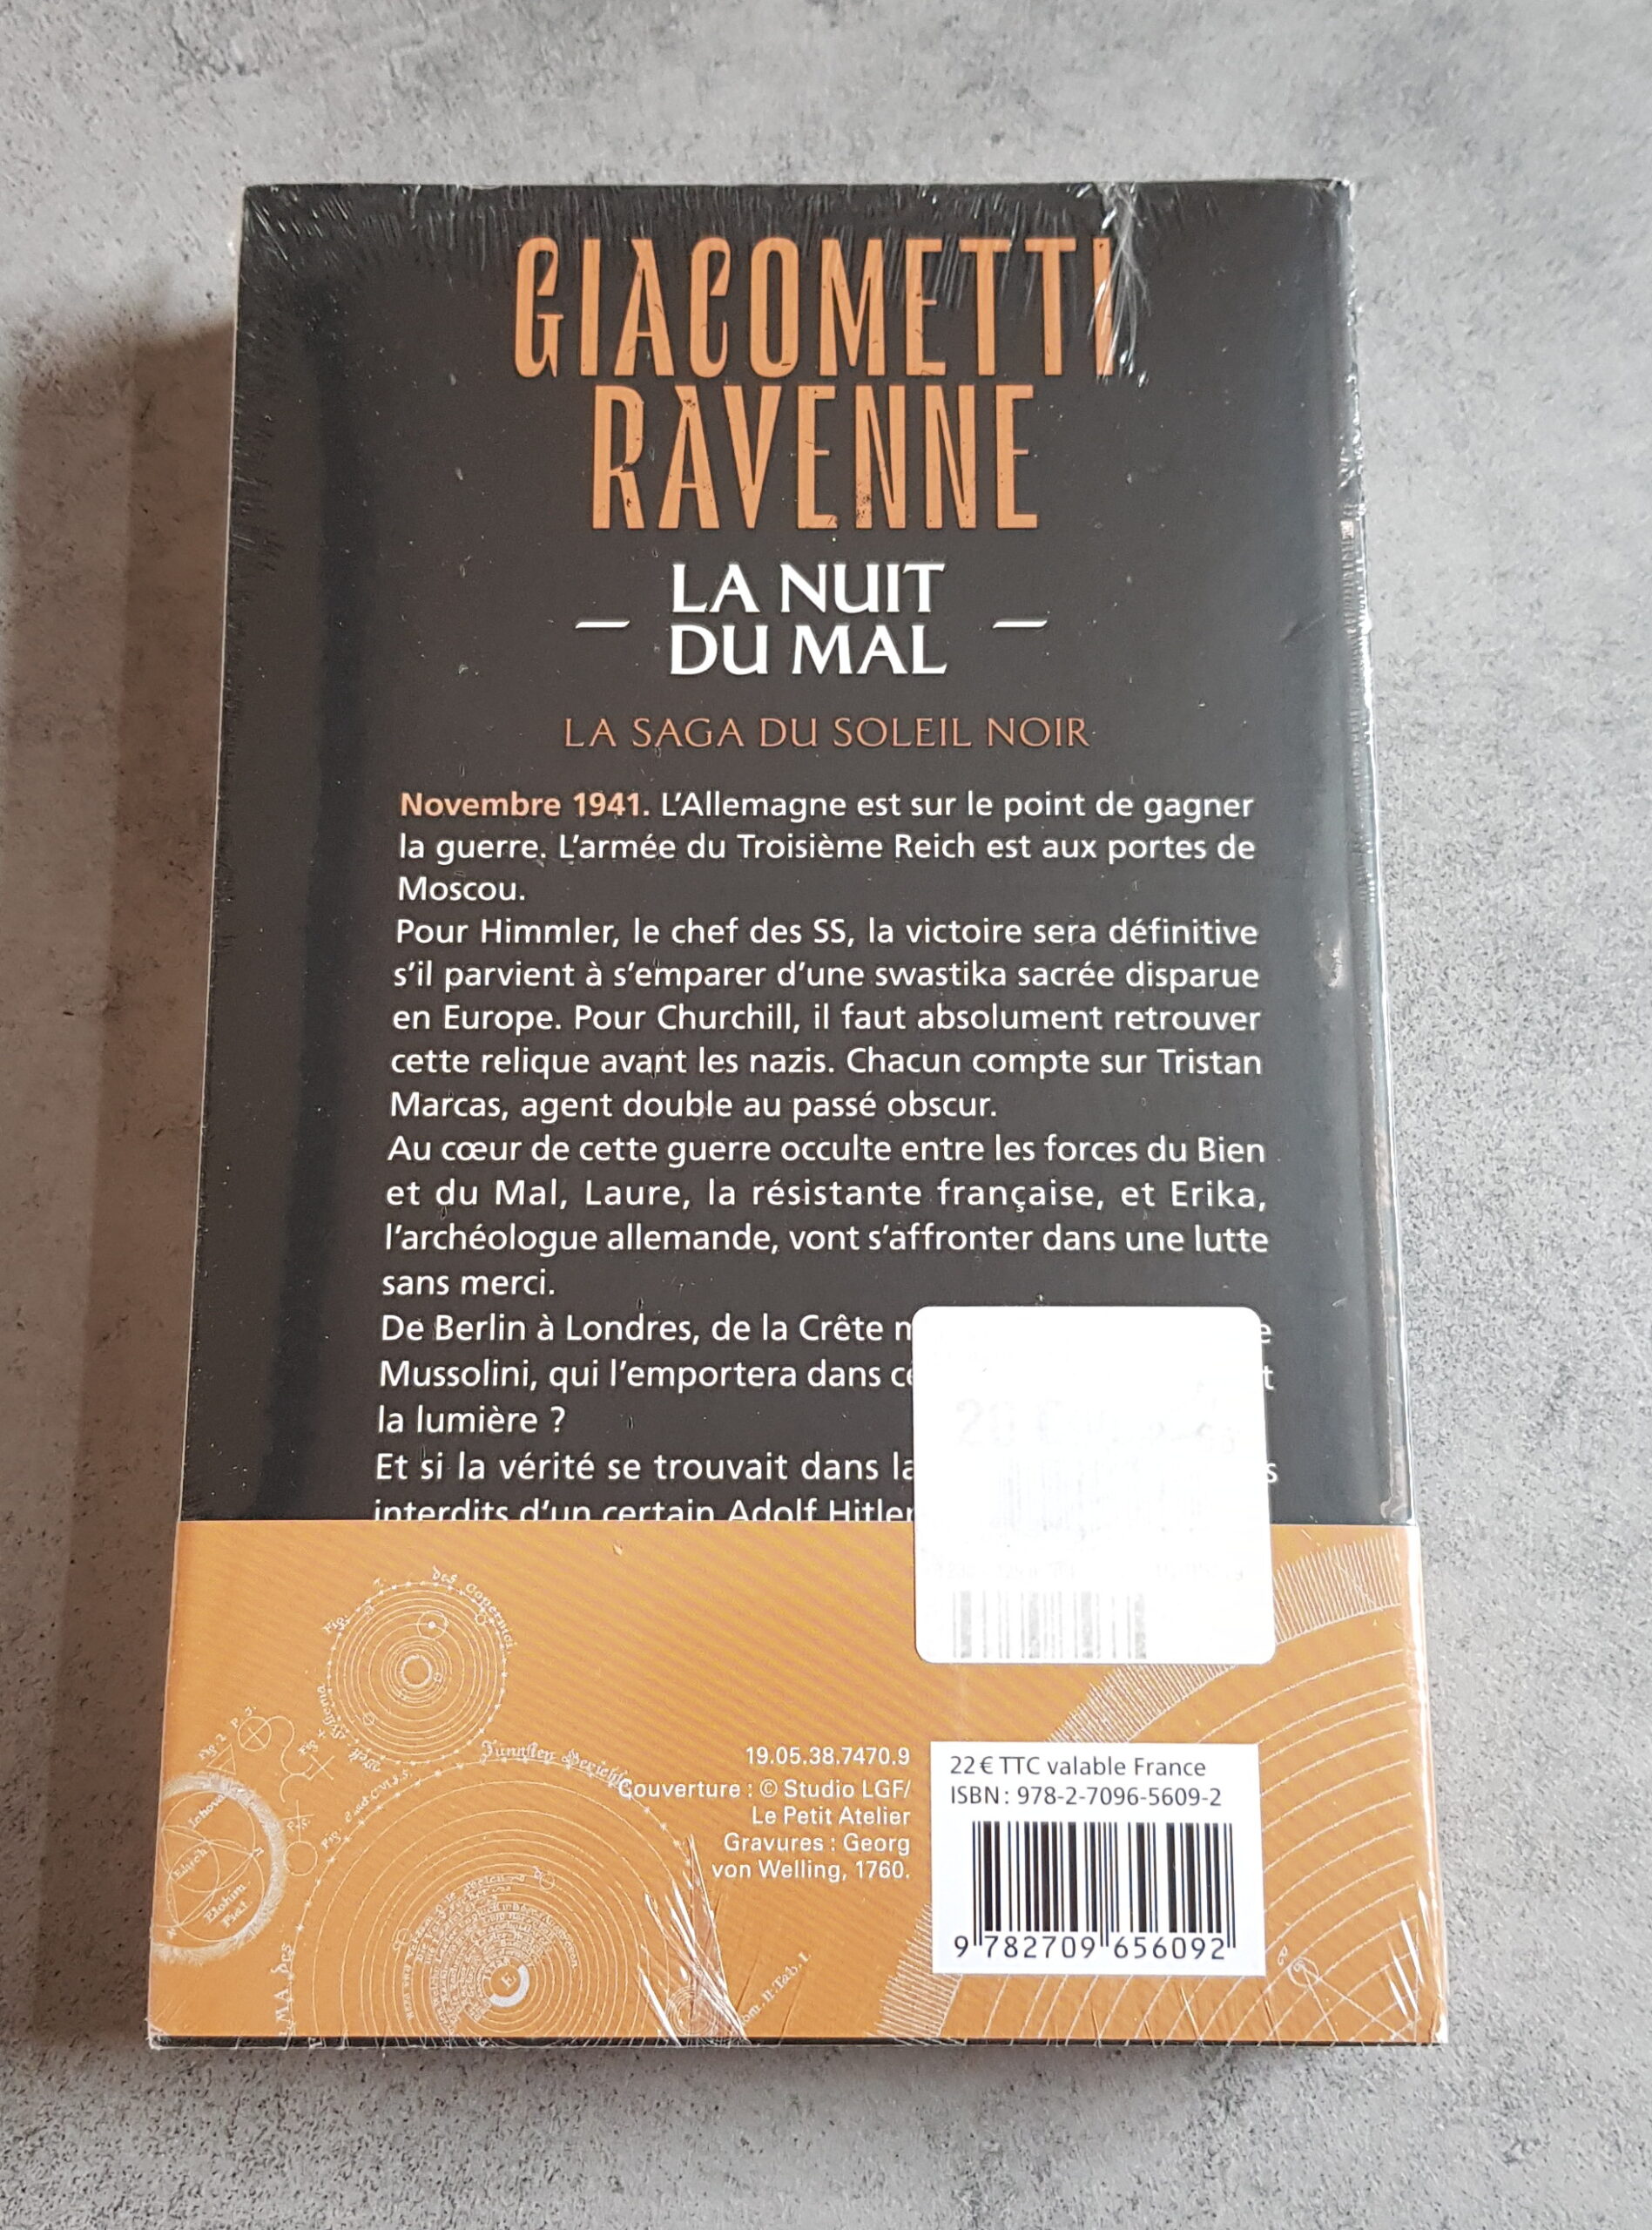 GIACOMETTI
RAVENNE
LA NUIT
DU MAL
LA SAGA DU SOLEIL NOIR
Novembre 1941. L'Allemagne est sur le point de gagner
la guerre. L'armée du Troisième Reich est aux portes de
Moscou.
Pour Himmler, le chef des SS, la victoire sera définitive
s'il parvient à s'emparer d'une swastika sacrée disparue
en Europe. Pour Churchill, il faut absolument retrouver
cette relique avant les nazis. Chacun compte sur Tristan
Marcas, agent double au passé obscur.
Au cœur de cette guerre occulte entre les forces du Bien
et du Mal, Laure, la résistante française, et Erika,
l'archéologue allemande, vont s'affronter dans une lutte
sans merci.
De Berlin à Londres, de la Crête
Mussolini, qui l'emportera dans
la lumière ?
Et si la vérité se trouvait dans
interdits d'un certain Adolf Hitler
19.05.38.7470.9
Couverture : © Studio LGF/
Le Petit Atelier
Gravures : Georg
von Welling, 1760.
22 € TTC valable France
ISBN : 978-2-7096-5609-2
9 782709 656092